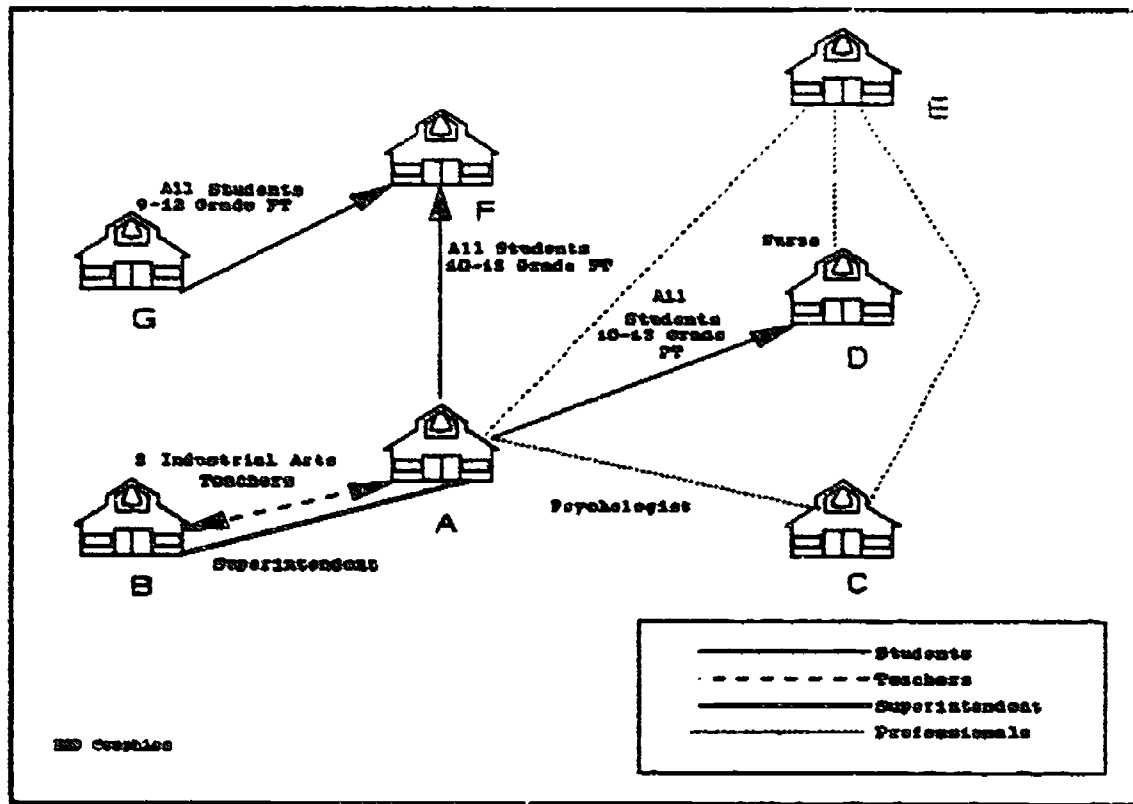 E
All Students
9-12 Grade PT
F
All Students
10-12 Grade PT
Nurse
G
All
Students
10-12 Grade
PT
D
2 Industrial Arts
Teachers
A
Psychologist
Superintendent
B
C
Students
Teachers
Superintendent
Professionals
Graphics